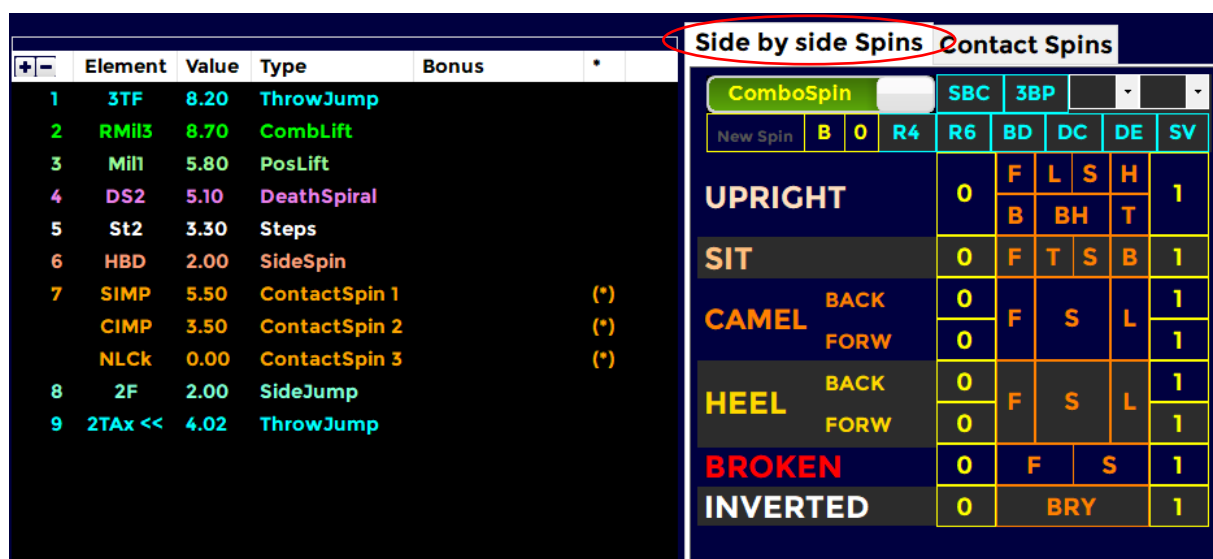 Side by side Spins Contact Spins
+ - Element Value Type Bonus *
1 3TF 8.20 ThrowJump
2 RMil3 8.70 CombLift
3 Mil1 5.80 PosLift
4 DS2 5.10 DeathSpiral
5 St2 3.30 Steps
6 HBD 2.00 SideSpin
7 SIMP 5.50 ContactSpin 1 (*)
CIMP 3.50 ContactSpin 2 (*)
NLCk 0.00 ContactSpin 3 (*)
8 2F 2.00 SideJump
9 2TAx << 4.02 ThrowJump
ComboSpin SBC 3BP
New Spin B 0 R4 R6 BD DC DE SV
UPRIGHT 0 F L S H 1
B BH T
SIT 0 F T S B 1
CAMEL BACK 0 F S L 1
FORW 0 1
HEEL BACK 0 F S L 1
FORW 0 1
BROKEN 0 F S 1
INVERTED 0 BRY 1